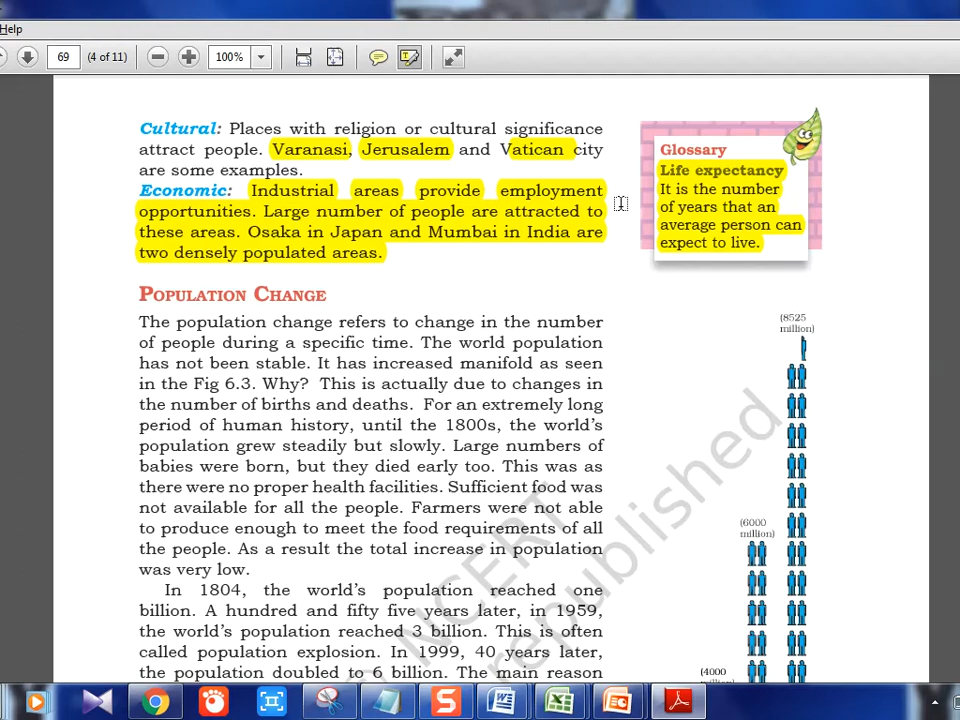 Help
69 (4 of 11) 100%
Cultural: Places with religion or cultural significance
attract people. Varanasi, Jerusalem and Vatican city
are some examples.
Economic: Industrial areas provide employment
opportunities. Large number of people are attracted to
these areas. Osaka in Japan and Mumbai in India are
two densely populated areas.
Glossary
Life expectancy
It is the number
of years that an
average person can
expect to live.
POPULATION CHANGE
The population change refers to change in the number
of people during a specific time. The world population
has not been stable. It has increased manifold as seen
in the Fig 6.3. Why? This is actually due to changes in
the number of births and deaths. For an extremely long
period of human history, until the 1800s, the world's
population grew steadily but slowly. Large numbers of
babies were born, but they died early too. This was as
there were no proper health facilities. Sufficient food was
not available for all the people. Farmers were not able
to produce enough to meet the food requirements of all
the people. As a result the total increase in population
was very low.
In 1804, the world's population reached one
billion. A hundred and fifty five years later, in 1959,
the world's population reached 3 billion. This is often
called population explosion. In 1999, 40 years later,
the population doubled to 6 billion. The main reason
(8525
million)
(6000
million)
(4000
NCERT
republished
S
W
X
P